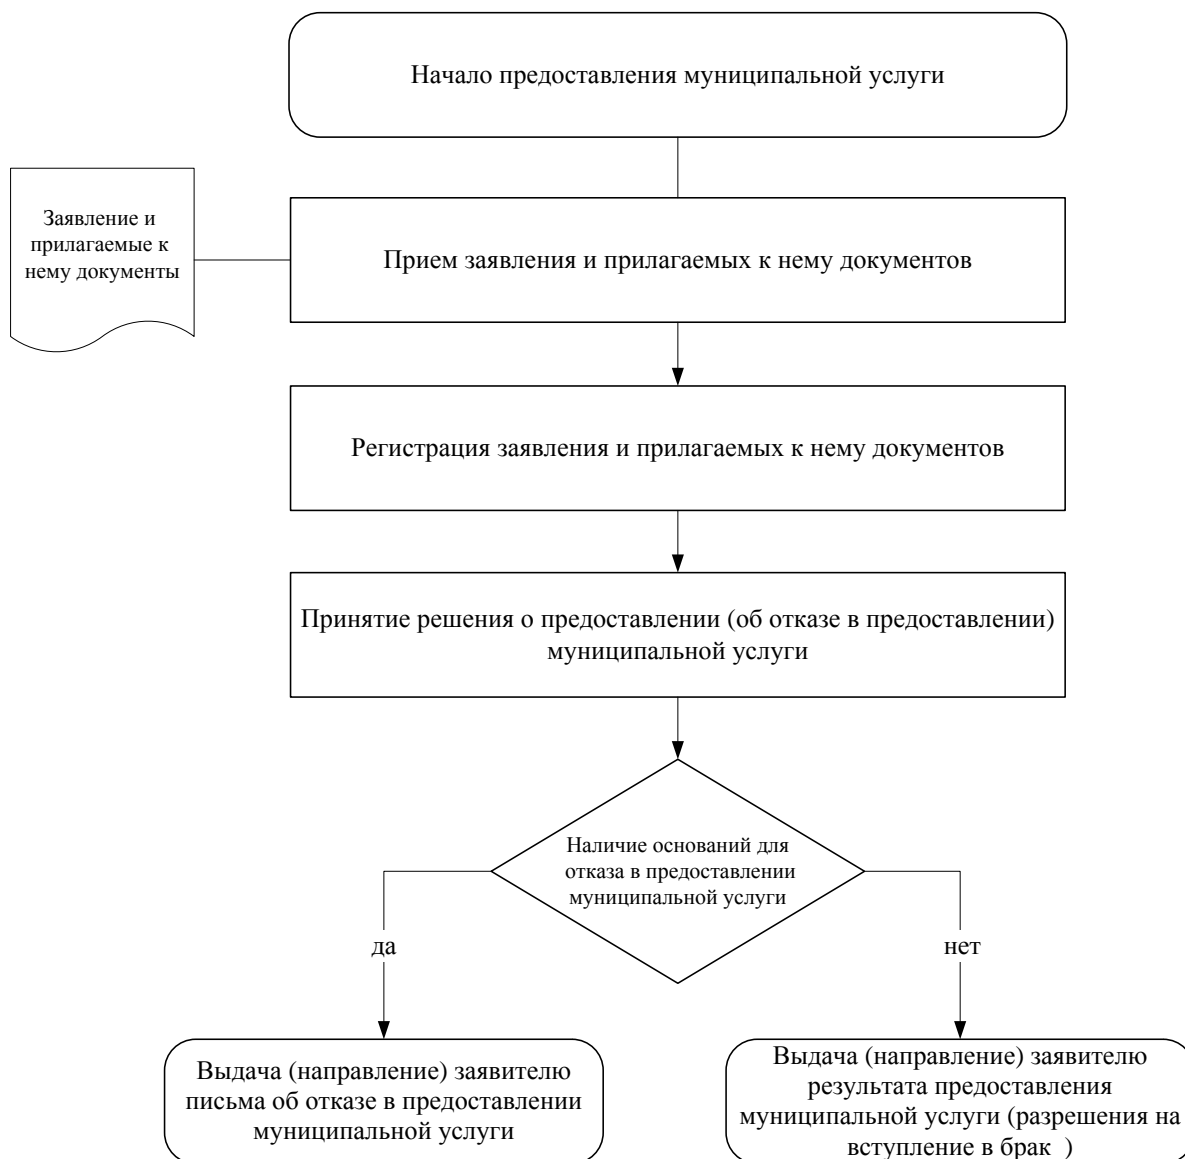 Начало предоставления муниципальной услуги
Заявление и
прилагаемые к
нему документы
Прием заявления и прилагаемых к нему документов
Регистрация заявления и прилагаемых к нему документов
Принятие решения о предоставлении (об отказе в предоставлении)
муниципальной услуги
Наличие оснований для
отказа в предоставлении
муниципальной услуги
да
нет
Выдача (направление) заявителю
письма об отказе в предоставлении
муниципальной услуги
Выдача (направление) заявителю
результата предоставления
муниципальной услуги (разрешения на
вступление в брак )